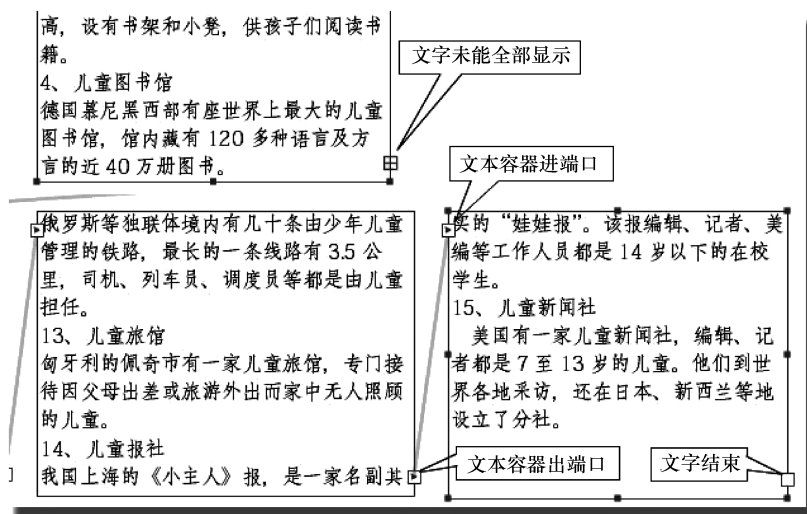 高，设有书架和小凳，供孩子们阅读书
籍。
4、儿童图书馆
德国慕尼黑西部有座世界上最大的儿童
图书馆，馆内藏有 120 多种语言及方
言的近 40 万册图书。
文字未能全部显示
文本容器进端口
俄罗斯等独联体境内有几十条由少年儿童
管理的铁路，最长的一条线路有 3.5 公
里，司机、列车员、调度员等都是由儿童
担任。
13、儿童旅馆
匈牙利的佩奇市有一家儿童旅馆，专门接
待因父母出差或旅游外出而家中无人照顾
的儿童。
14、儿童报社
我国上海的《小主人》报，是一家名副其
实的“娃娃报”。该报编辑、记者、美
编等工作人员都是 14 岁以下的在校
学生。
15、儿童新闻社
美国有一家儿童新闻社，编辑、记
者都是 7 至 13 岁的儿童。他们到世
界各地采访，还在日本、新西兰等地
设立了分社。
文本容器出端口
文字结束